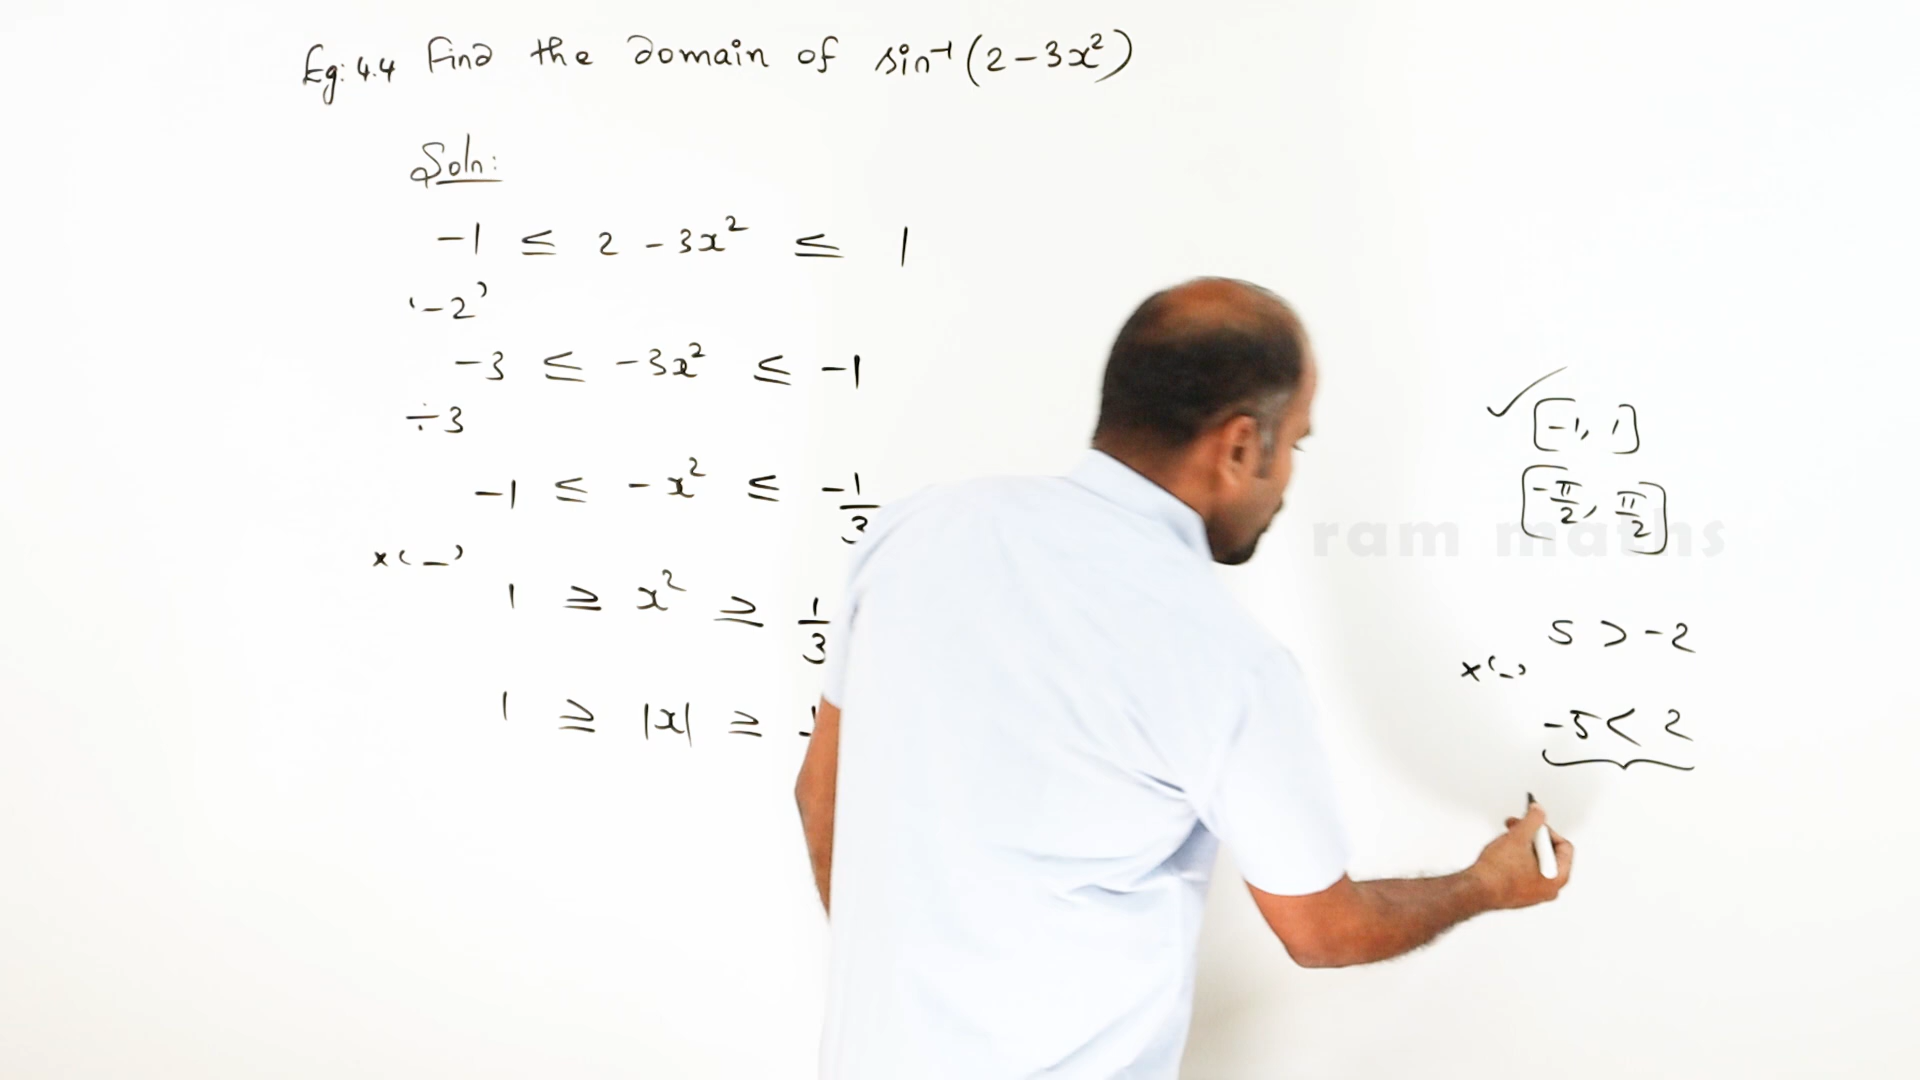 Eg: 4.4 Find the domain of sin⁻¹(2-3x²)
Soln:
-1 ≤ 2 - 3x² ≤ 1
'-2'
-3 ≤ -3x² ≤ -1
÷3
-1 ≤ -x² ≤ -1/3
×'-'
1 ≥ x² ≥ 1/3
1 ≥ |x| ≥
[-1, 1]
[-π/2, π/2]
ram maths
5 > -2
×'-'
-5 < 2